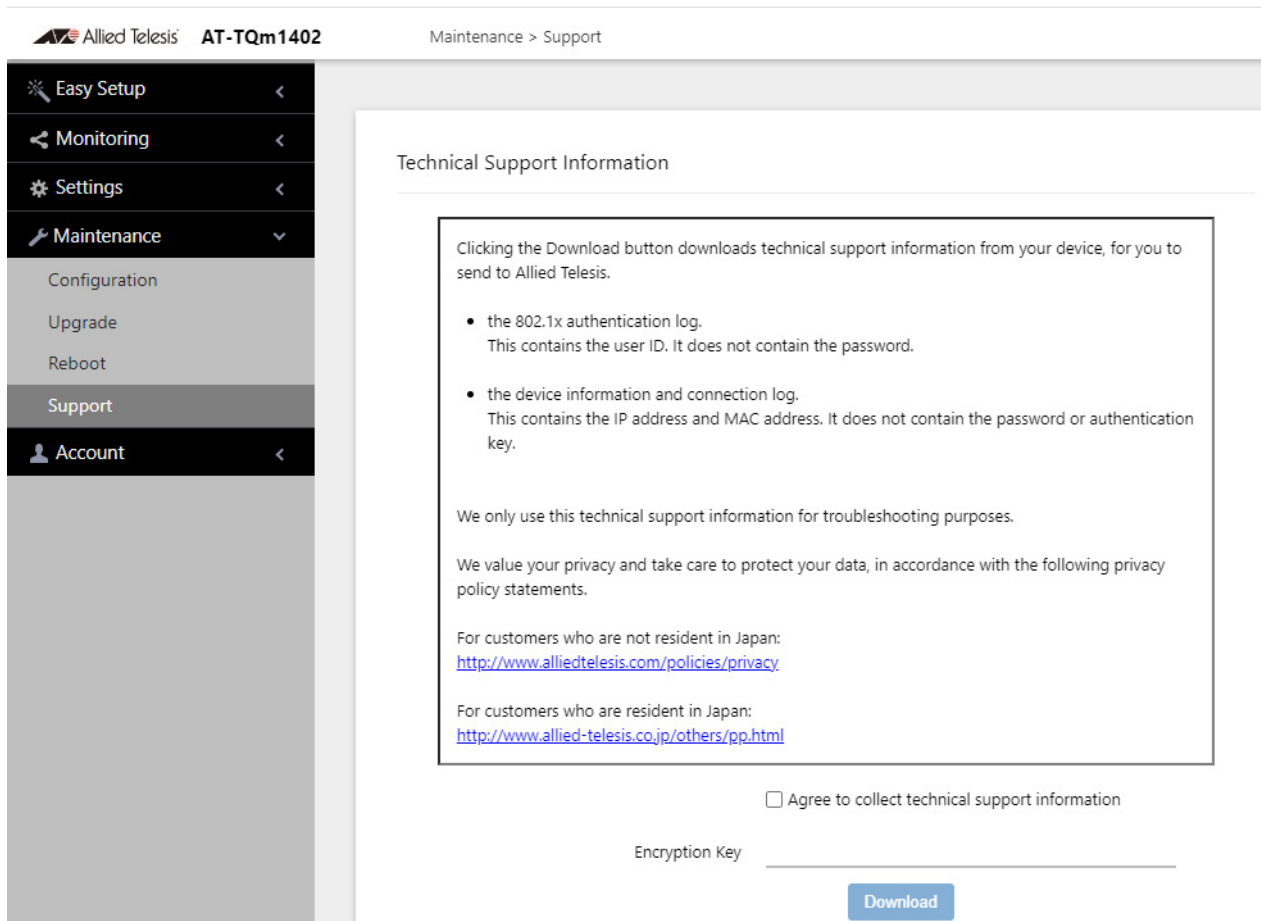 Allied Telesis AT-TQm1402 Maintenance > Support
Easy Setup
Monitoring
Settings
Maintenance
Configuration
Upgrade
Reboot
Support
Account
Technical Support Information
Clicking the Download button downloads technical support information from your device, for you to
send to Allied Telesis.
the 802.1x authentication log.
This contains the user ID. It does not contain the password.
the device information and connection log.
This contains the IP address and MAC address. It does not contain the password or authentication
key.
We only use this technical support information for troubleshooting purposes.
We value your privacy and take care to protect your data, in accordance with the following privacy
policy statements.
For customers who are not resident in Japan:
http://www.alliedtelesis.com/policies/privacy
For customers who are resident in Japan:
http://www.allied-telesis.co.jp/others/pp.html
Agree to collect technical support information
Encryption Key
Download